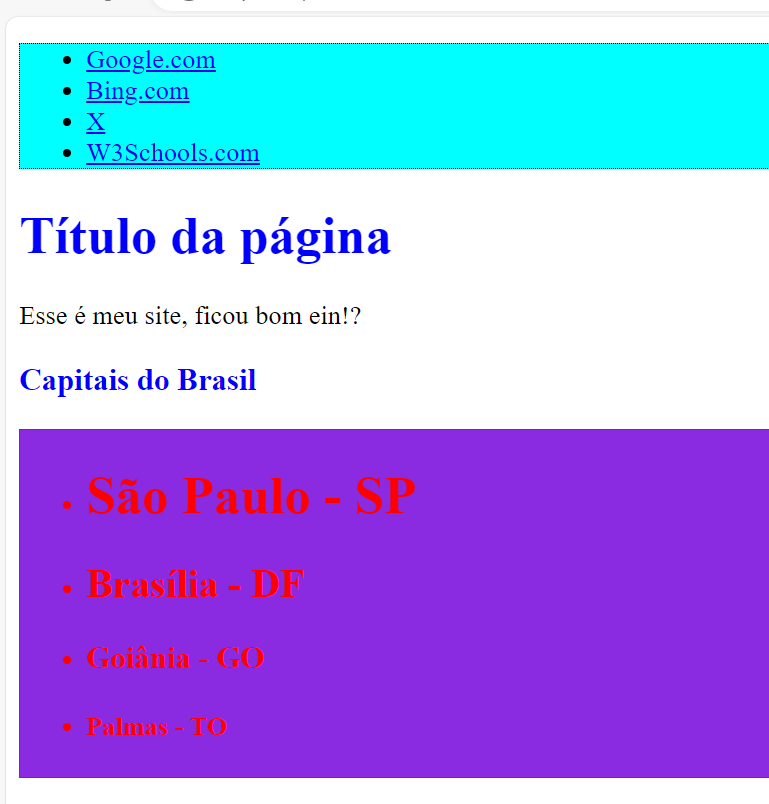 Google.com
Bing.com
X
W3Schools.com
Título da página
Esse é meu site, ficou bom ein!?
Capitais do Brasil
São Paulo - SP
Brasília - DF
Goiânia - GO
Palmas - TO